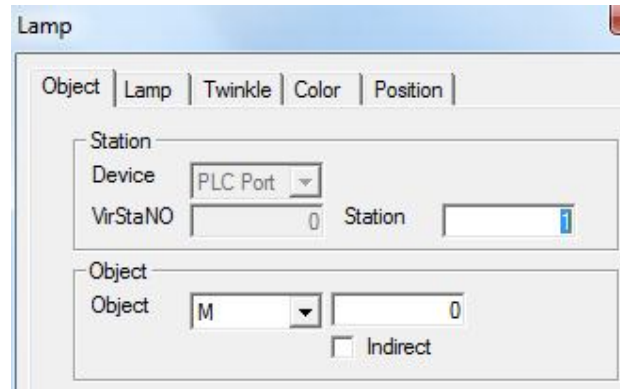 Lamp
Object Lamp Twinkle Color Position
Station
Device PLC Port
VirStaNO 0 Station 1
Object
Object M 0
Indirect